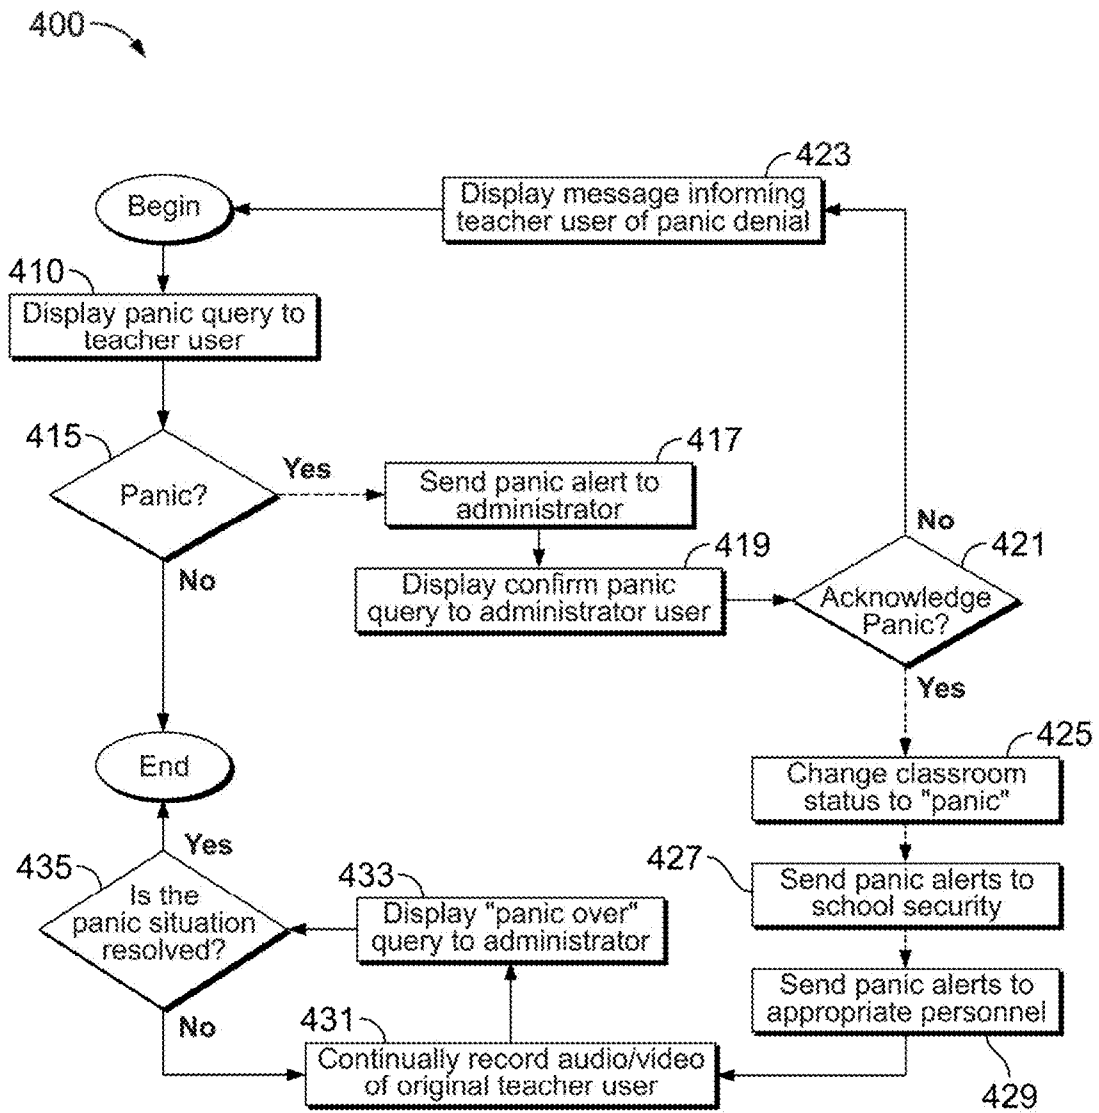 400
423
Begin
Display message informing
teacher user of panic denial
410
Display panic query to
teacher user
415
Panic?
Yes
No
417
Send panic alert to
administrator
419
Display confirm panic
query to administrator user
No
421
Acknowledge
Panic?
Yes
End
425
Change classroom
status to "panic"
427
Send panic alerts to
school security
Send panic alerts to
appropriate personnel
429
Yes
435
Is the
panic situation
resolved?
No
433
Display "panic over"
query to administrator
431
Continually record audio/video
of original teacher user